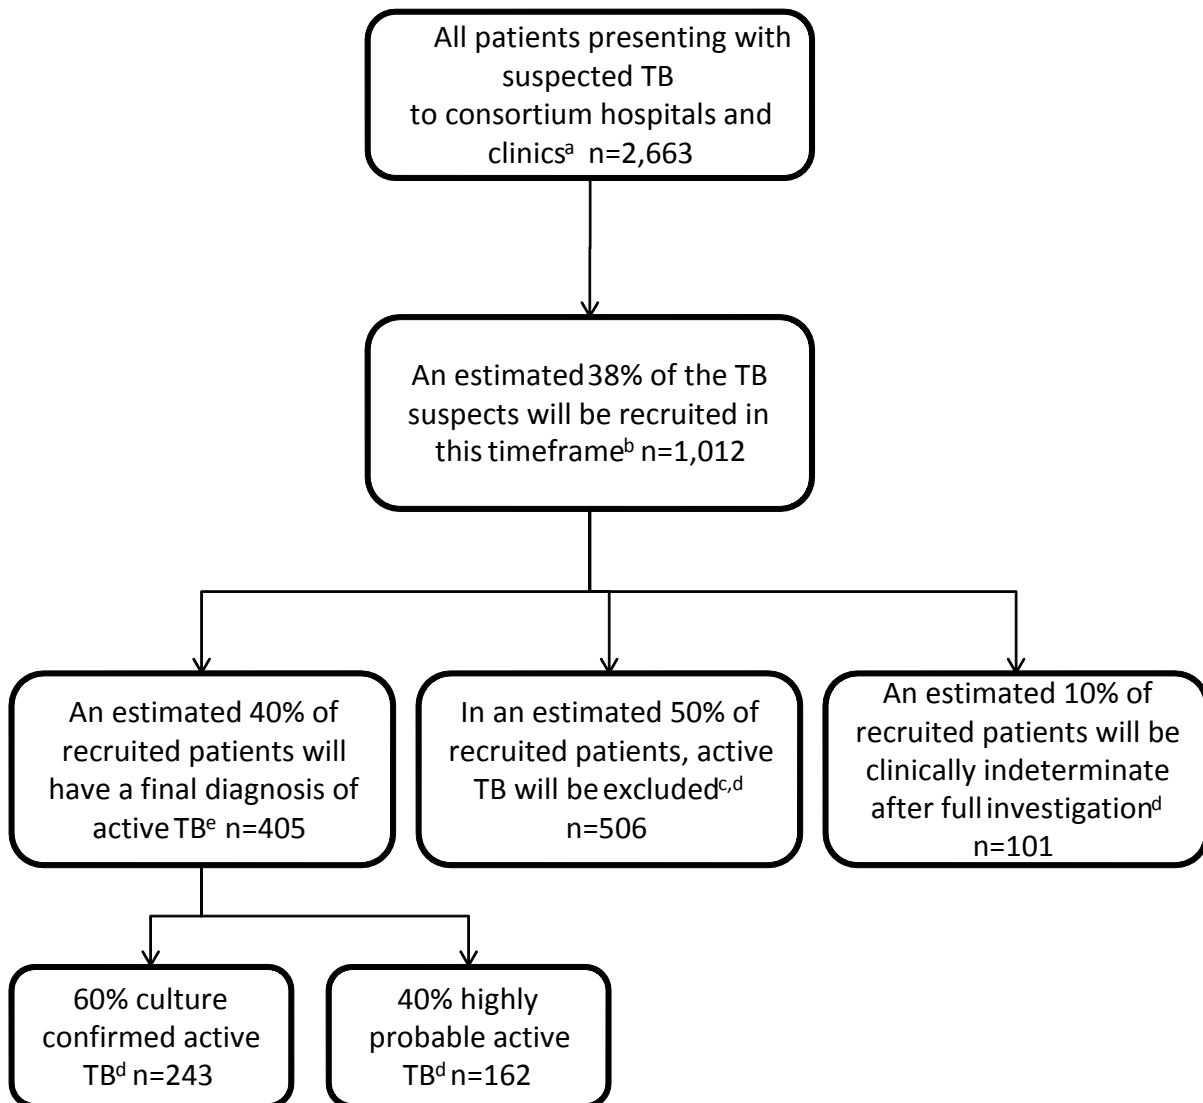 All patients presenting with
suspected TB
to consortium hospitals and
clinicsᵃ n=2,663
An estimated 38% of the TB
suspects will be recruited in
this timeframeᵇ n=1,012
An estimated 40% of
recruited patients will
have a final diagnosis of
active TBᵉ n=405
In an estimated 50% of
recruited patients, active
TB will be excludedᶜ,ᵈ
n=506
An estimated 10% of
recruited patients will be
clinically indeterminate
after full investigationᵈ
n=101
60% culture
confirmed active
TBᵈ n=243
40% highly
probable active
TBᵈ n=162